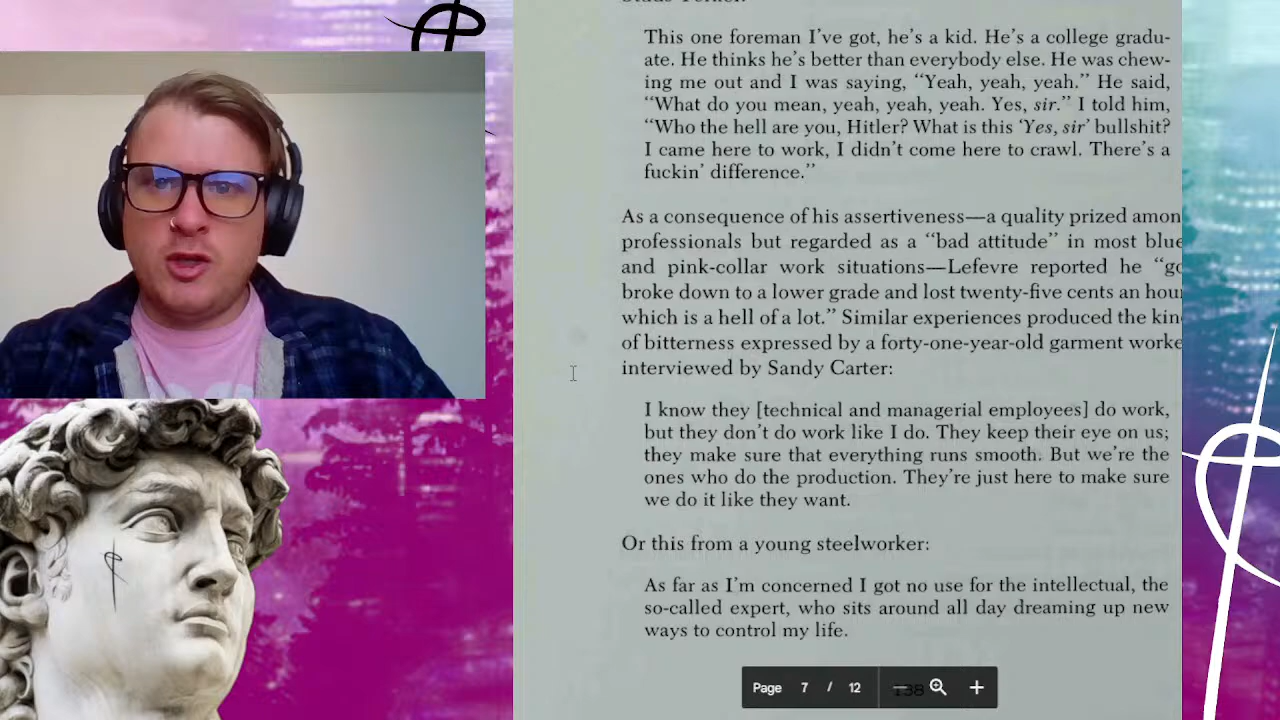 This one foreman I've got, he's a kid. He's a college gradu-
ate. He thinks he's better than everybody else. He was chew-
ing me out and I was saying, “Yeah, yeah, yeah.” He said,
“What do you mean, yeah, yeah, yeah. Yes, sir.” I told him,
“Who the hell are you, Hitler? What is this ‘Yes, sir’ bullshit?
I came here to work, I didn't come here to crawl. There's a
fuckin' difference.”
As a consequence of his assertiveness—a quality prized amon
professionals but regarded as a “bad attitude” in most blue
and pink-collar work situations—Lefevre reported he “go
broke down to a lower grade and lost twenty-five cents an hour
which is a hell of a lot.” Similar experiences produced the kin
of bitterness expressed by a forty-one-year-old garment worke
interviewed by Sandy Carter:
I know they [technical and managerial employees] do work,
but they don't do work like I do. They keep their eye on us;
they make sure that everything runs smooth. But we're the
ones who do the production. They're just here to make sure
we do it like they want.
Or this from a young steelworker:
As far as I'm concerned I got no use for the intellectual, the
so-called expert, who sits around all day dreaming up new
ways to control my life.
Page 7 / 12